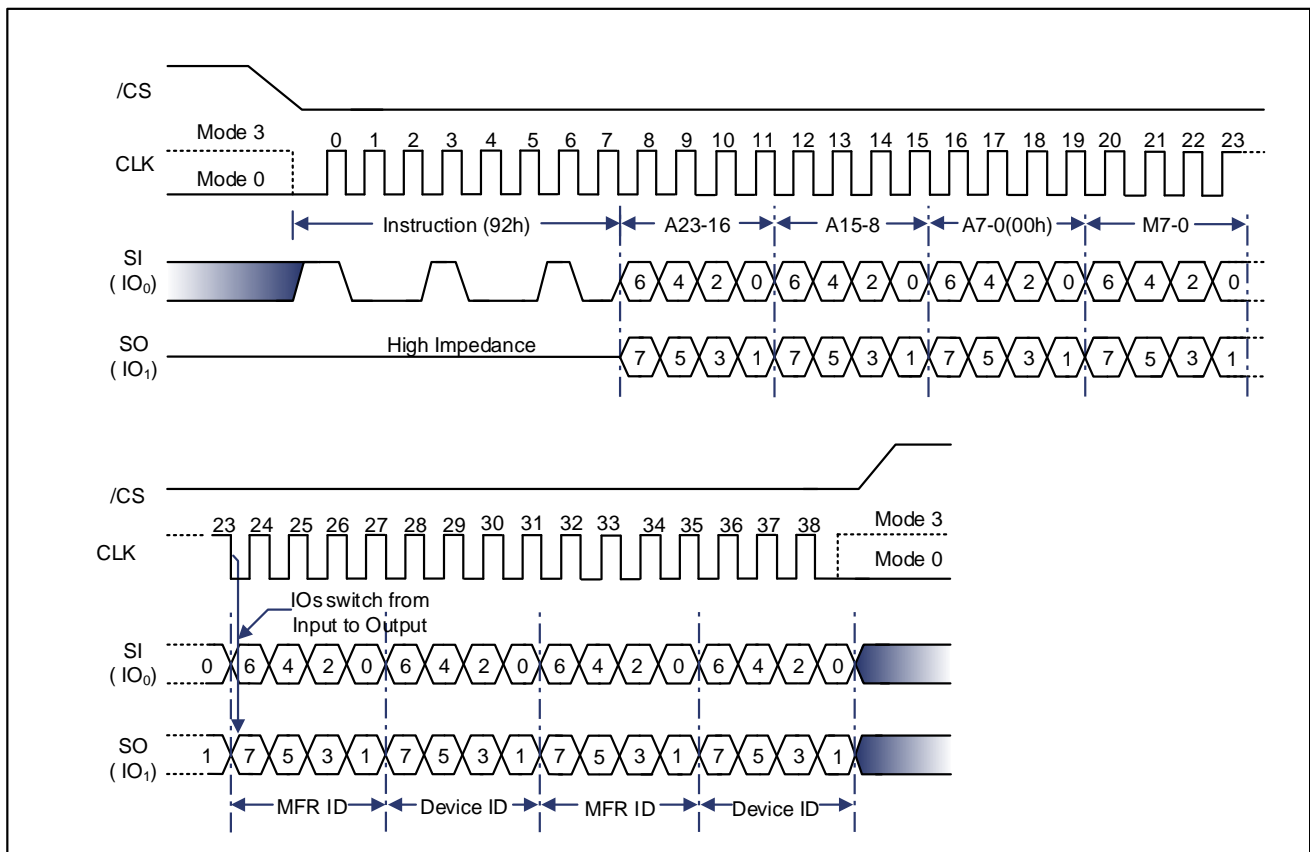 /CS
Mode 3
0 1 2 3 4 5 6 7 8 9 10 11 12 13 14 15 16 17 18 19 20 21 22 23
CLK
Mode 0
Instruction (92h) A23-16 A15-8 A7-0(00h) M7-0
SI
( IO₀)
6 4 2 0 6 4 2 0 6 4 2 0 6 4 2 0
High Impedance
SO
( IO₁)
7 5 3 1 7 5 3 1 7 5 3 1 7 5 3 1
/CS
23 24 25 26 27 28 29 30 31 32 33 34 35 36 37 38
Mode 3
CLK
Mode 0
IOs switch from
Input to Output
SI
( IO₀)
0 6 4 2 0 6 4 2 0 6 4 2 0 6 4 2 0
SO
( IO₁)
1 7 5 3 1 7 5 3 1 7 5 3 1 7 5 3 1
MFR ID Device ID MFR ID Device ID